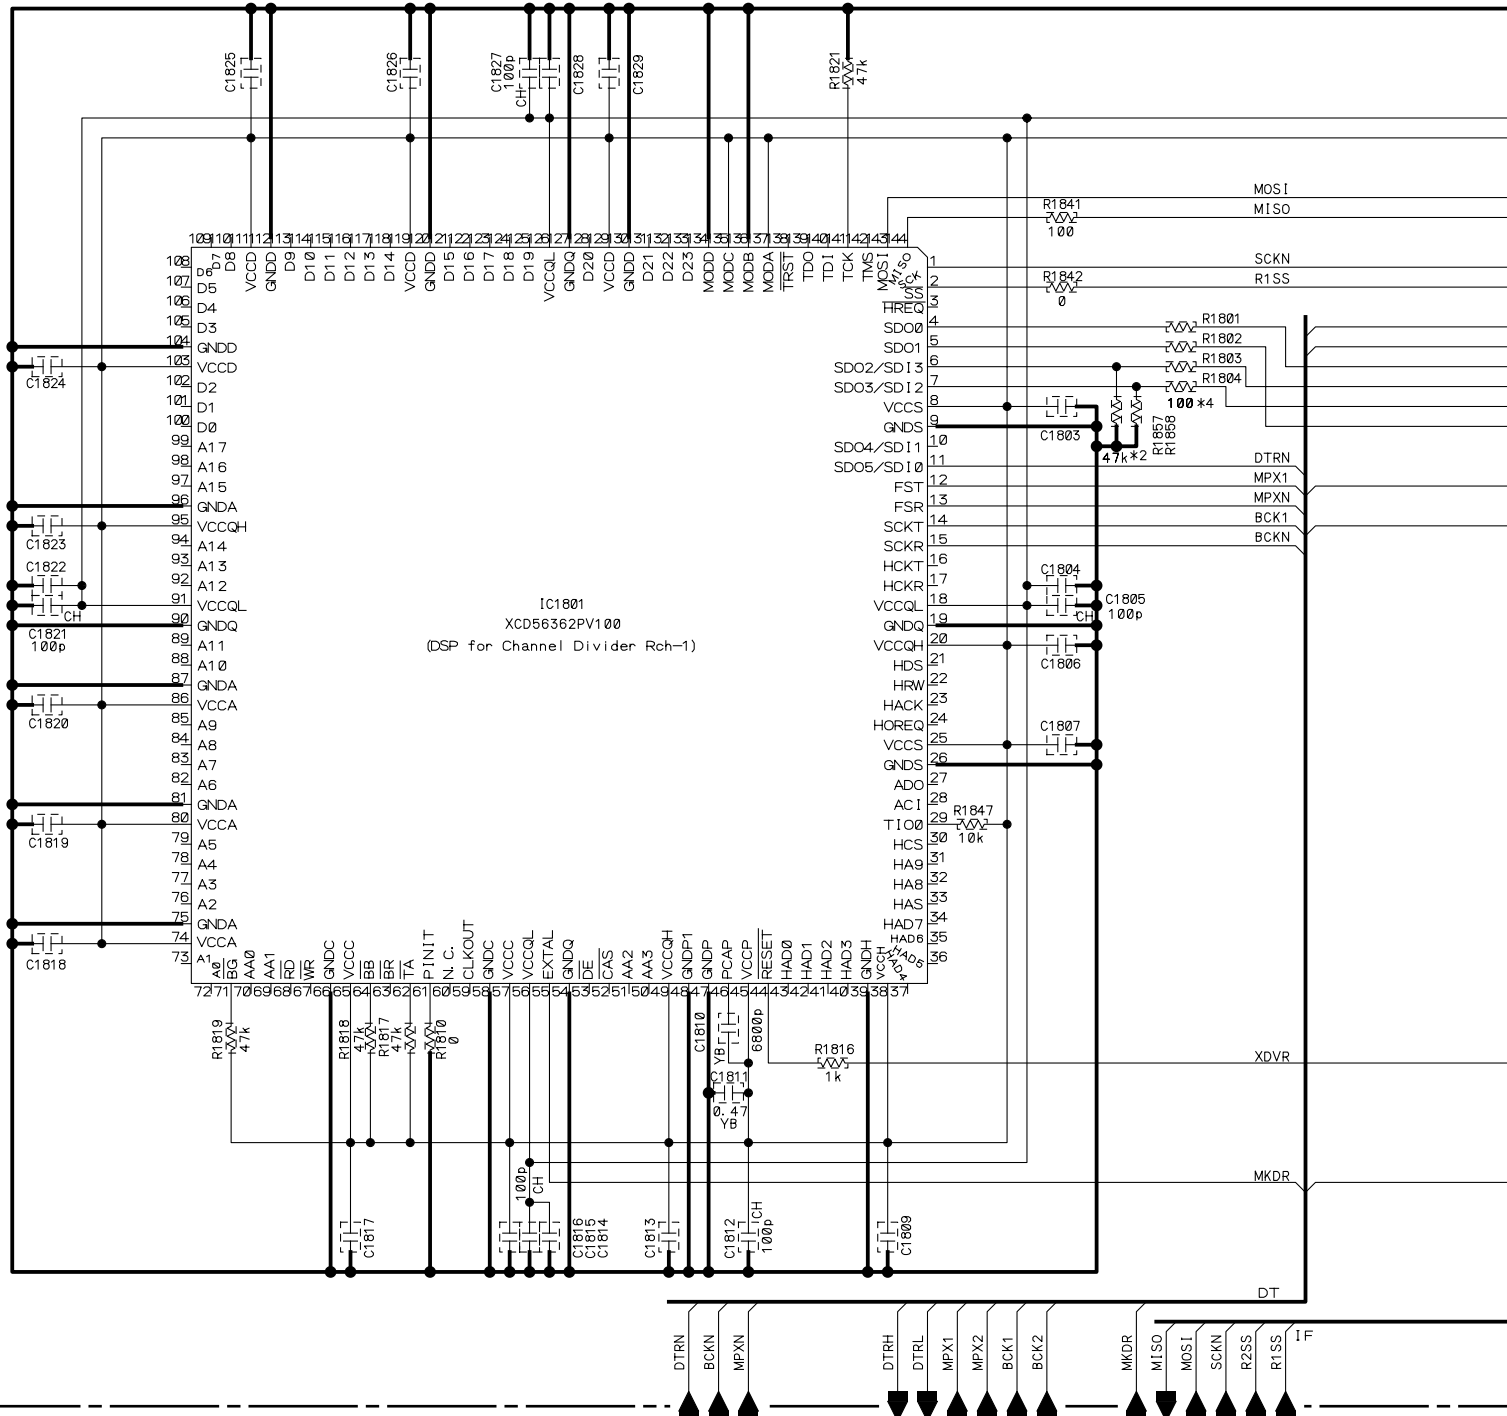 C1825
C1826
C1827
100p
CH
C1828
C1829
R1821
47k
MOSI
MISO
R1841
100
SCKN
R1SS
R1842
0
109 110 111 112 113 114 115 116 117 118 119 120 121 122 123 124 125 126 127 128 129 130 131 132 133 134 135 136 137 138 139 140 141 142 143 144
D7
D8
VCCD
GNDD
D9
D10
D11
D12
D13
D14
VCCD
GNDD
D15
D16
D17
D18
D19
VCCQL
GNDQ
D20
VCCD
GNDD
D21
D22
D23
MODD
MODC
MODB
MODA
TRST
TDO
TDI
TCK
TMS
MOSI
MISO
108 D6
107 D5
106 D4
105 D3
104 GNDD
103 VCCD
102 D2
101 D1
100 D0
99 A17
98 A16
97 A15
96 GNDA
95 VCCQH
94 A14
93 A13
92 A12
91 VCCQL
90 GNDQ
89 A11
88 A10
87 GNDA
86 VCCA
85 A9
84 A8
83 A7
82 A6
81 GNDA
80 VCCA
79 A5
78 A4
77 A3
76 A2
75 GNDA
74 VCCA
73 A1
C1824
C1823
C1822
CH
C1821
100p
C1820
C1819
C1818
IC1801
XCD56362PV100
(DSP for Channel Divider Rch-1)
SCK 1
SS 2
HREQ 3
SDO0 4
SDO1 5
SDO2/SDI3 6
SDO3/SDI2 7
VCCS 8
GNDS 9
SDO4/SDI1 10
SDO5/SDI0 11
FST 12
FSR 13
SCKT 14
SCKR 15
HCKT 16
HCKR 17
VCCQL 18
GNDQ 19
VCCQH 20
HDS 21
HRW 22
HACK 23
HOREQ 24
VCCS 25
GNDS 26
ADO 27
ACI 28
TIO0 29
HCS 30
HA9 31
HA8 32
HAS 33
HAD7 34
HAD6 35
HAD5 36
R1801
R1802
R1803
R1804
100*4
C1803
47k*2
R1857
R1858
DTRN
MPX1
MPXN
BCK1
BCKN
C1804
C1805
100p
CH
C1806
C1807
R1847
10k
A0
BG
AA0
AA1
RD
WR
GNDC
VCCC
BB
BR
TA
PINIT
N.C.
CLKOUT
GNDC
VCCC
VCCQL
EXTAL
GNDQ
DE
CAS
AA2
AA3
VCCQH
GNDP1
GNDP
PCAP
VCCP
RESET
HAD0
HAD1
HAD2
HAD3
GNDH
VCCH
HAD4
72 71 70 69 68 67 66 65 64 63 62 61 60 59 58 57 56 55 54 53 52 51 50 49 48 47 46 45 44 43 42 41 40 39 38 37
R1819
47k
R1818
47k
R1817
47k
R1810
0
C1810
YB
6800p
C1811
0.47
YB
R1816
1k
XDVR
MKDR
100p
CH
C1817
C1816
C1815
C1814
C1813
C1812
CH
100p
C1809
DT
IF
DTRN
BCKN
MPXN
DTRH
DTRL
MPX1
MPX2
BCK1
BCK2
MKDR
MISO
MOSI
SCKN
R2SS
R1SS